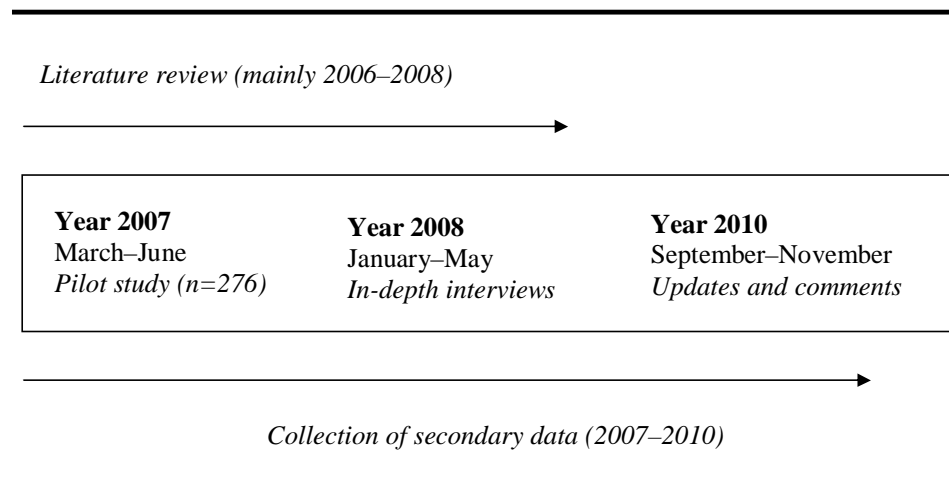 Literature review (mainly 2006–2008)
Year 2007
March–June
Pilot study (n=276)
Year 2008
January–May
In-depth interviews
Year 2010
September–November
Updates and comments
Collection of secondary data (2007–2010)